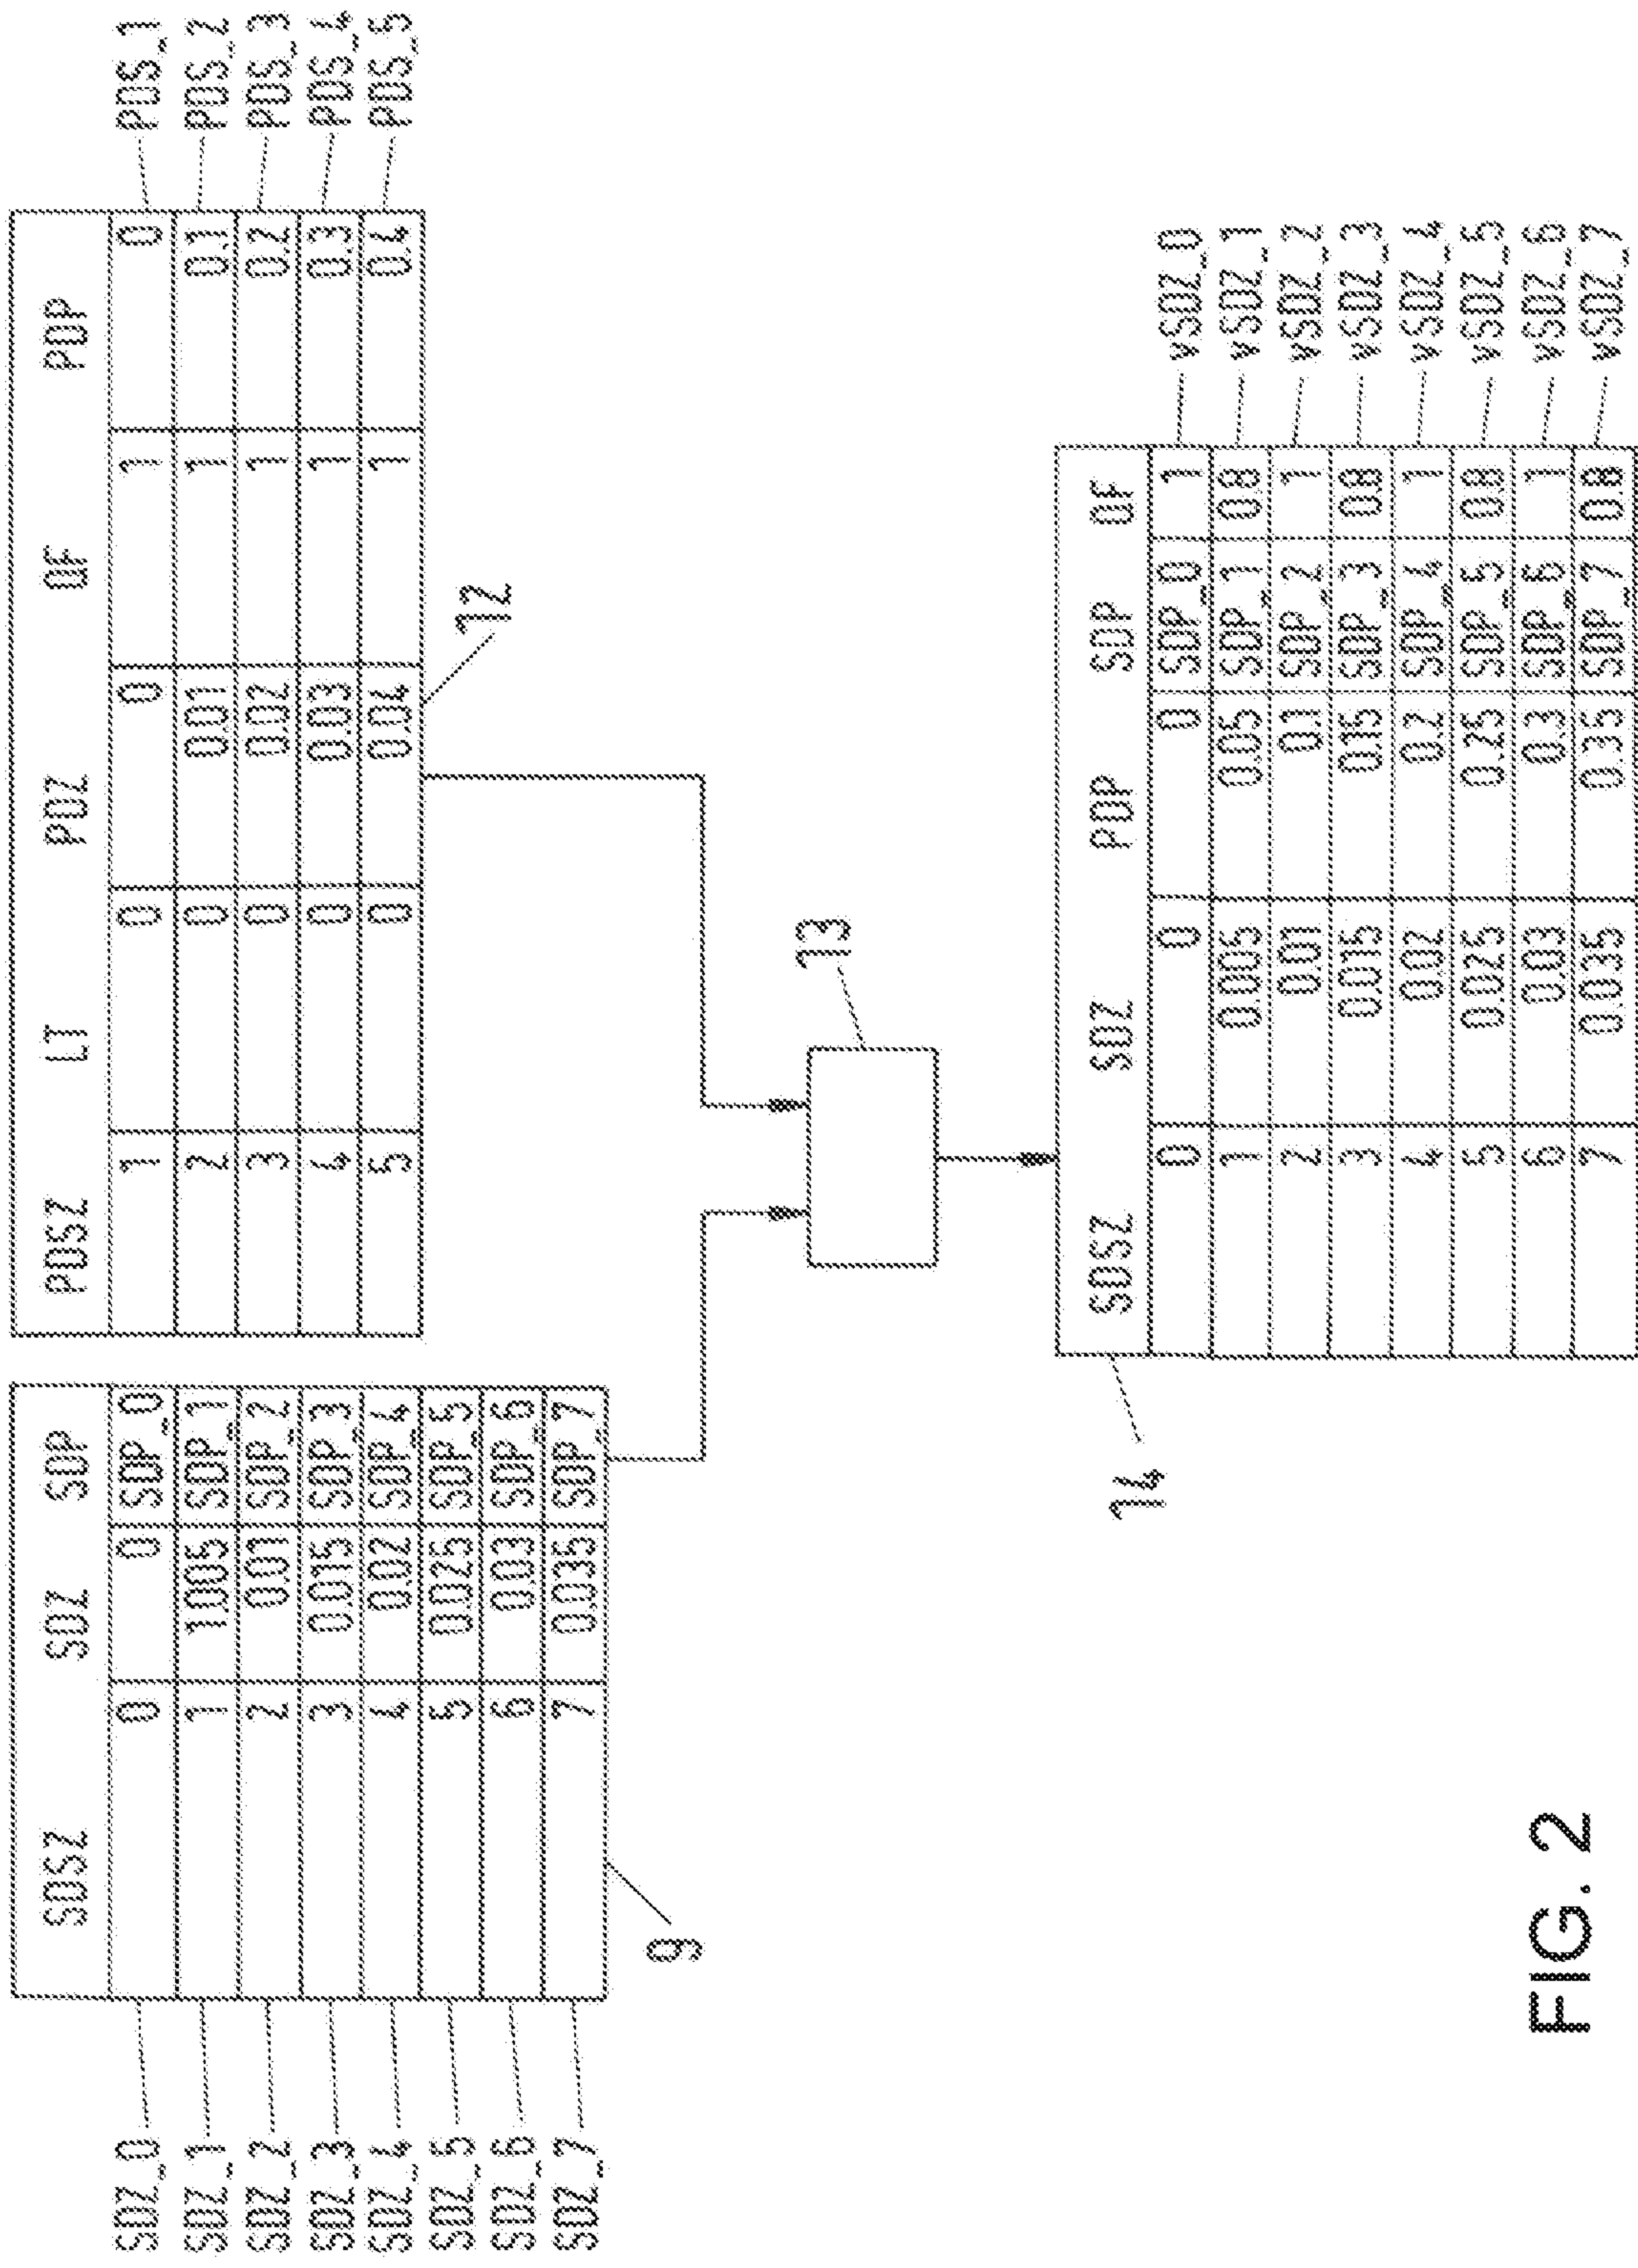 SDSZ SDZ SDP
SDZ_0 0 0 SDP_0
SDZ_1 1 1.005 SDP_1
SDZ_2 2 0.01 SDP_2
SDZ_3 3 0.015 SDP_3
SDZ_4 4 0.02 SDP_4
SDZ_5 5 0.025 SDP_5
SDZ_6 6 0.03 SDP_6
SDZ_7 7 0.035 SDP_7
9
PDSZ LT PDZ QF PDP
1 0 0 1 0 PDS_1
2 0 0.01 1 0.1 PDS_2
3 0 0.02 1 0.2 PDS_3
4 0 0.03 1 0.3 PDS_4
5 0 0.04 1 0.4 PDS_5
12
13
14
SDSZ SDZ PDP SDP QF
0 0 0 SDP_0 1 vSDZ_0
1 0.005 0.05 SDP_1 0.8 vSDZ_1
2 0.01 0.1 SDP_2 1 vSDZ_2
3 0.015 0.15 SDP_3 0.8 vSDZ_3
4 0.02 0.2 SDP_4 1 vSDZ_4
5 0.025 0.25 SDP_5 0.8 vSDZ_5
6 0.03 0.3 SDP_6 1 vSDZ_6
7 0.035 0.35 SDP_7 0.8 vSDZ_7
FIG. 2